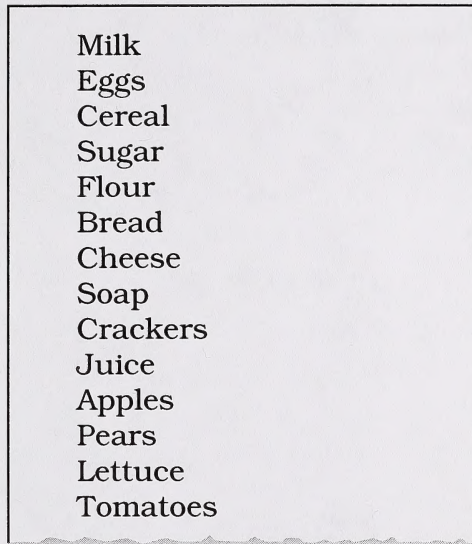 Milk
Eggs
Cereal
Sugar
Flour
Bread
Cheese
Soap
Crackers
Juice
Apples
Pears
Lettuce
Tomatoes